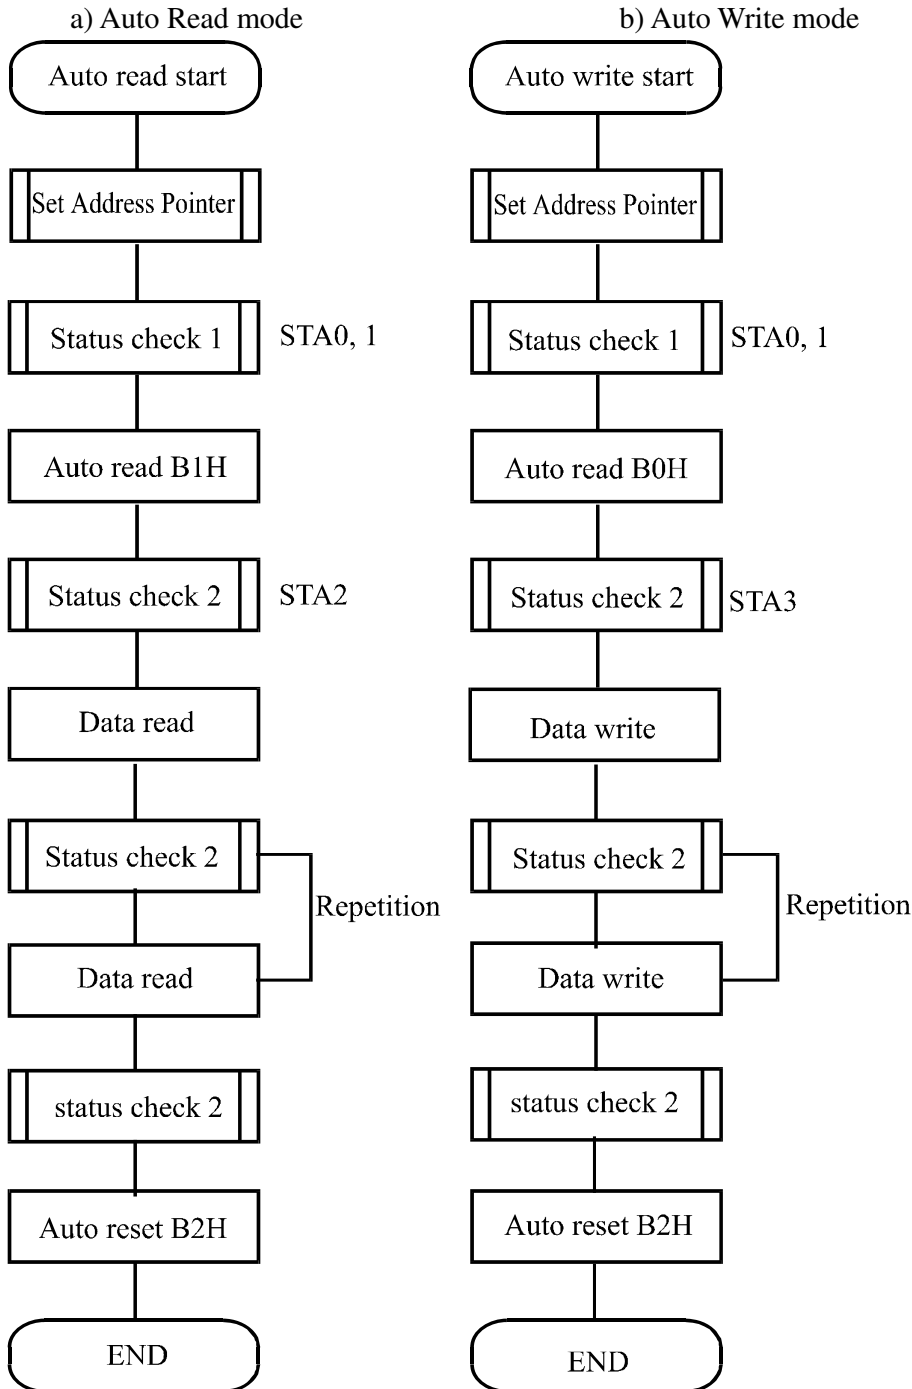 a) Auto Read mode
Auto read start
Set Address Pointer
Status check 1
STA0, 1
Auto read B1H
Status check 2
STA2
Data read
Status check 2
Repetition
Data read
status check 2
Auto reset B2H
END
b) Auto Write mode
Auto write start
Set Address Pointer
Status check 1
STA0, 1
Auto read B0H
Status check 2
STA3
Data write
Status check 2
Repetition
Data write
status check 2
Auto reset B2H
END